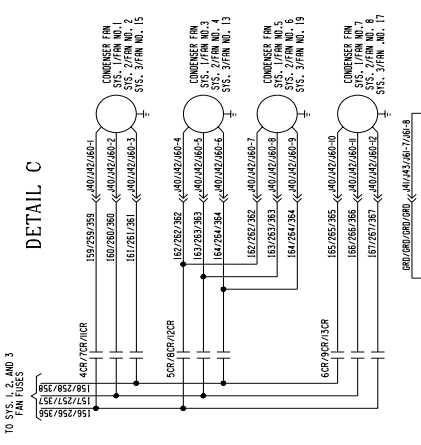 DETAIL C
CONDENSER FAN
SYS. 1/FAN NO.1
SYS. 2/FAN NO. 2
SYS. 3/FAN NO. 15
CONDENSER FAN
SYS. 1/FAN NO.3
SYS. 2/FAN NO. 4
SYS. 3/FAN NO. 13
CONDENSER FAN
SYS. 1/FAN NO.5
SYS. 2/FAN NO. 6
SYS. 3/FAN NO. 19
CONDENSER FAN
SYS. 1/FAN NO.7
SYS. 2/FAN NO. 8
SYS. 3/FAN .NO. 17
J40/J42/J60-1
J40/J42/J60-2
J40/J42/J60-3
J40/J42/J60-4
J40/J42/J60-5
J40/J42/J60-6
J40/J42/J60-7
J40/J42/J60-8
J40/J42/J60-9
J40/J42/J60-10
J40/J42/J60-11
J40/J42/J60-12
J41/J43/J61-7/J61-8
159/259/359
160/260/360
161/261/361
162/262/362
163/263/363
164/264/364
162/262/362
163/263/363
164/264/364
165/265/365
166/266/366
167/267/367
GRD/GRD/GRD/GRD
4CR/7CR/11CR
5CR/8CR/12CR
6CR/9CR/13CR
TO SYS. 1, 2, AND 3
FAN FUSES
158/258/358
157/257/357
156/256/356